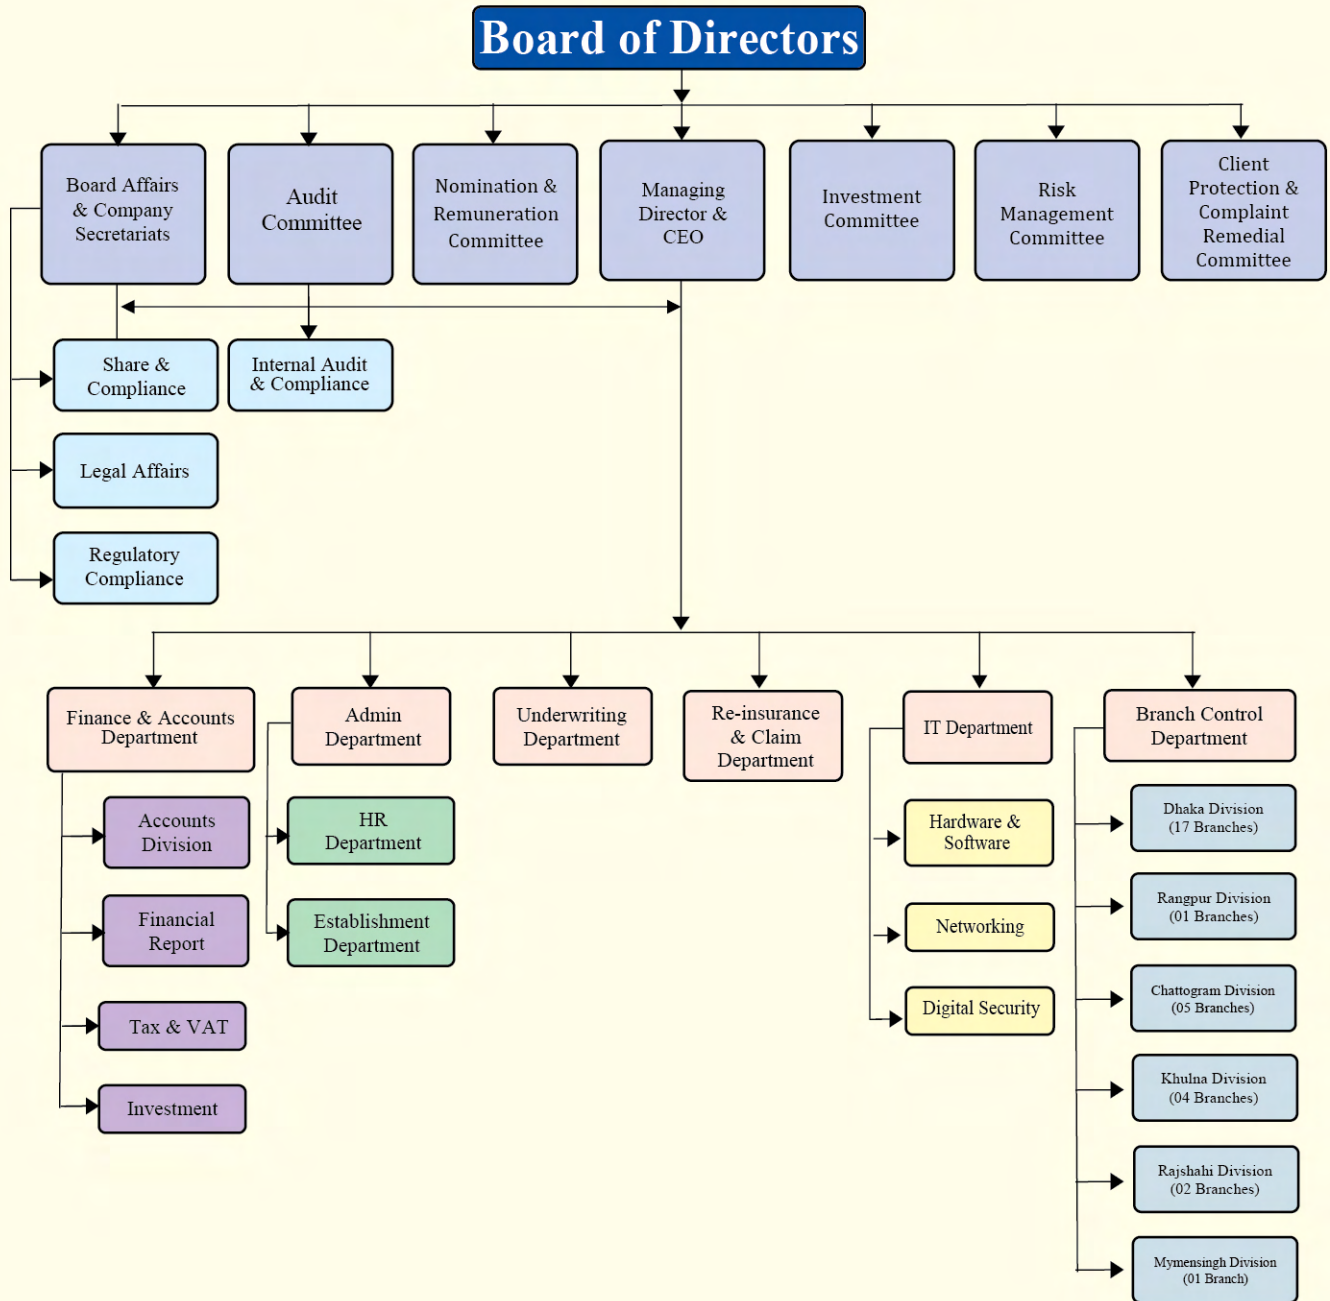 Board of Directors
Board Affairs
& Company
Secretariats
Audit
Committee
Nomination &
Remuneration
Committee
Managing
Director &
CEO
Investment
Committee
Risk
Management
Committee
Client
Protection &
Complaint
Remedial
Committee
Share &
Compliance
Internal Audit
& Compliance
Legal Affairs
Regulatory
Compliance
Finance & Accounts
Department
Admin
Department
Underwriting
Department
Re-insurance
& Claim
Department
IT Department
Branch Control
Department
Accounts
Division
Financial
Report
Tax & VAT
Investment
HR
Department
Establishment
Department
Hardware &
Software
Networking
Digital Security
Dhaka Division
(17 Branches)
Rangpur Division
(01 Branches)
Chattogram Division
(05 Branches)
Khulna Division
(04 Branches)
Rajshahi Division
(02 Branches)
Mymensingh Division
(01 Branch)